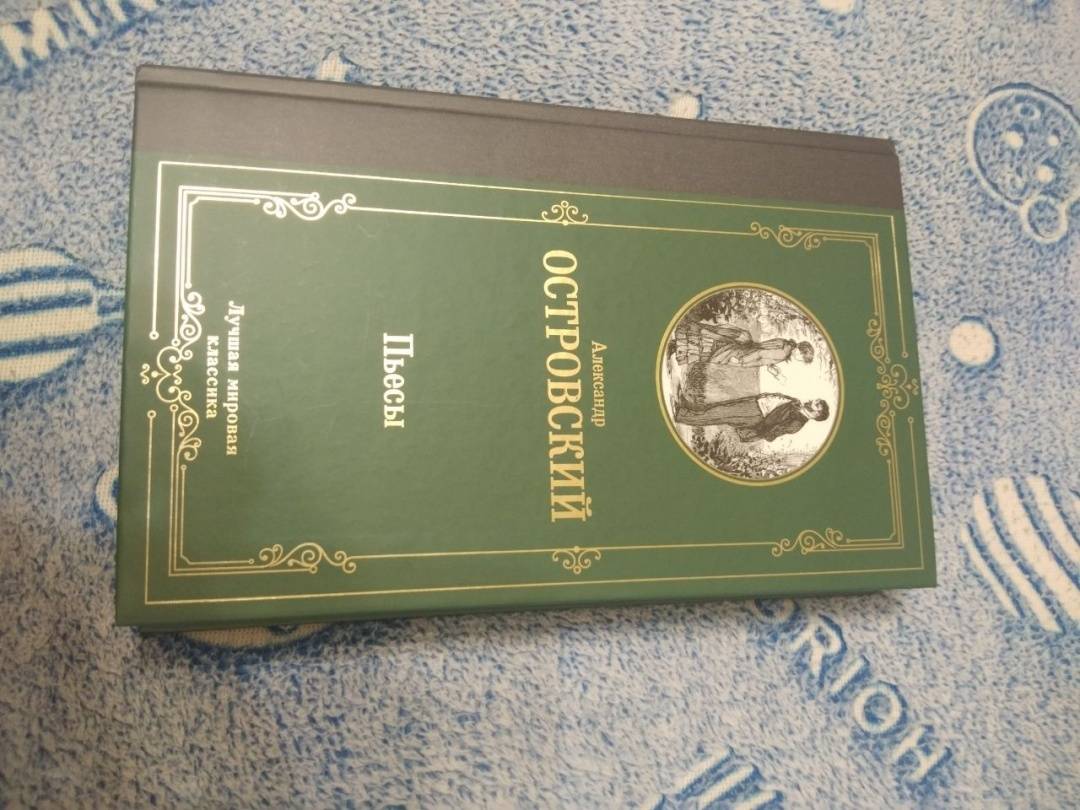 Александр
ОСТРОВСКИЙ
Пьесы
Лучшая мировая
классика